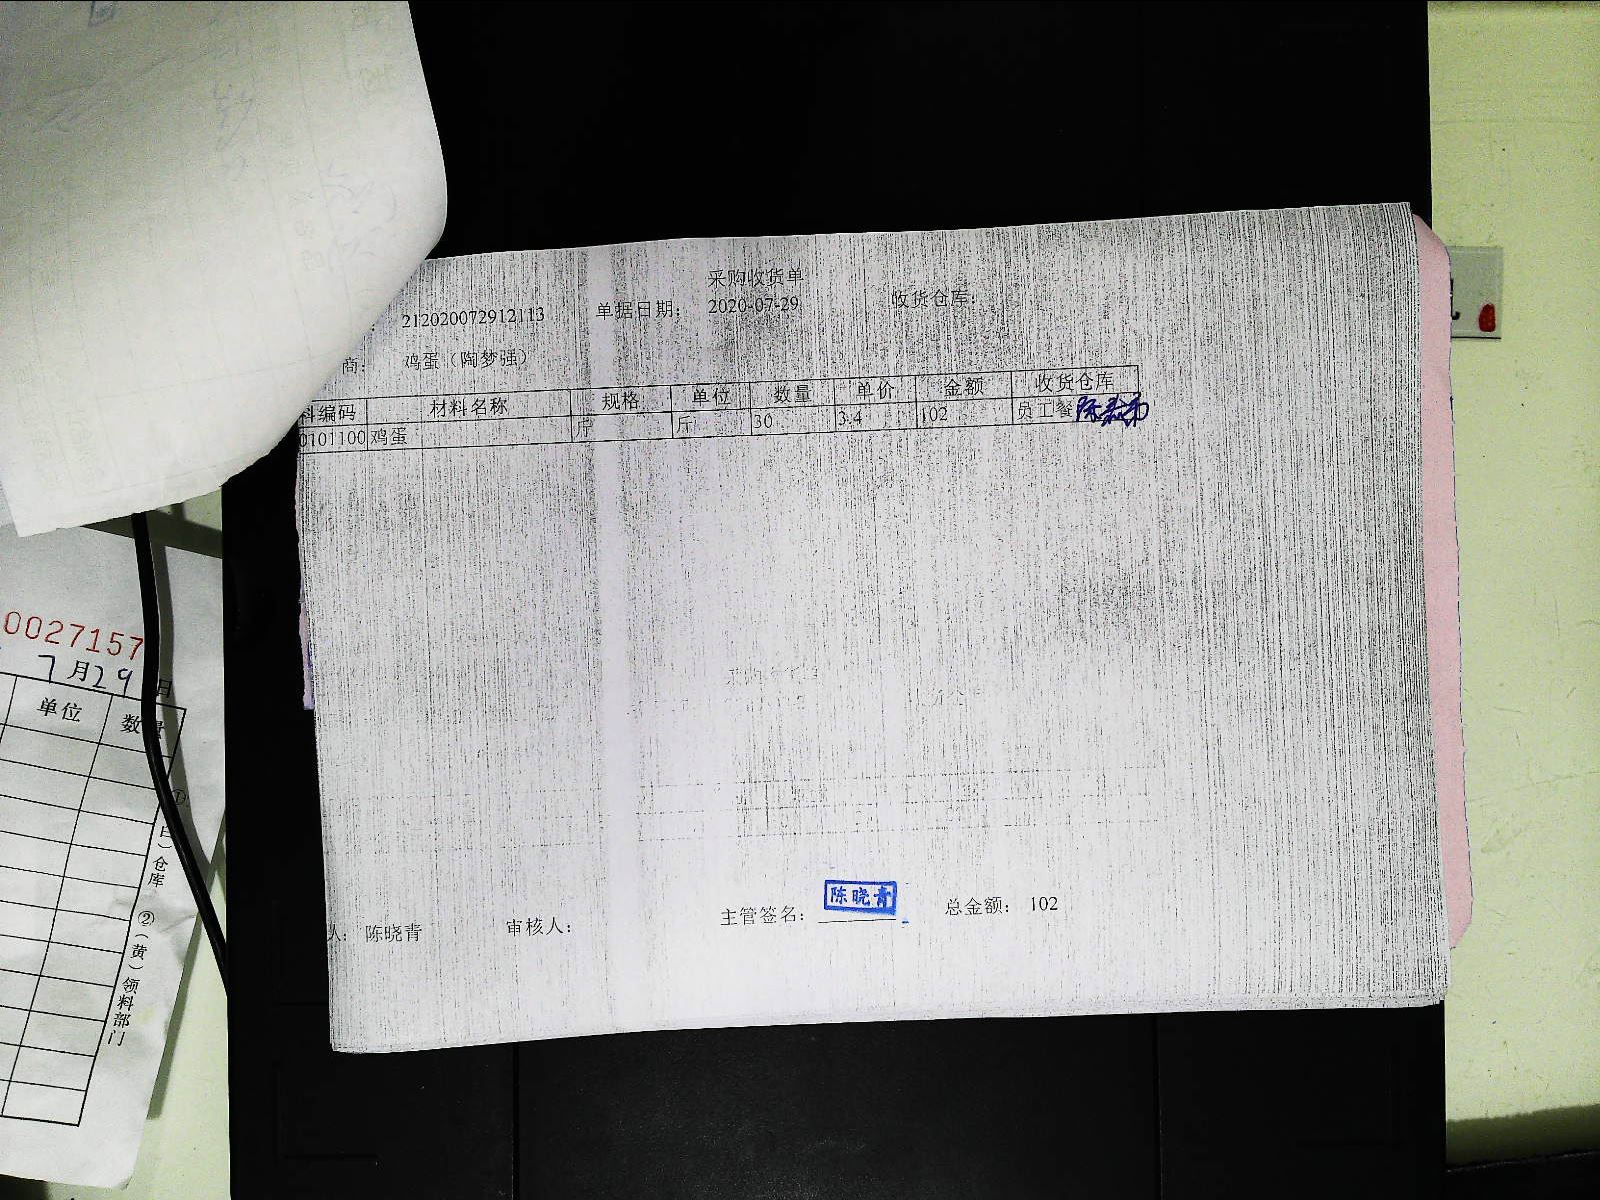 采购收货单
212020072912113 单据日期: 2020-07-29 收货仓库:
商: 鸡蛋（陶梦强）
料编码 材料名称 规格 单位 数量 单价 金额 收货仓库
0101100 鸡蛋 斤 斤 30 3.4 102 员工餐
人: 陈晓青 审核人: 主管签名: 陈晓青 总金额: 102
0027157
7月29日
单位 数量
仓库 ②（黄）领料部门